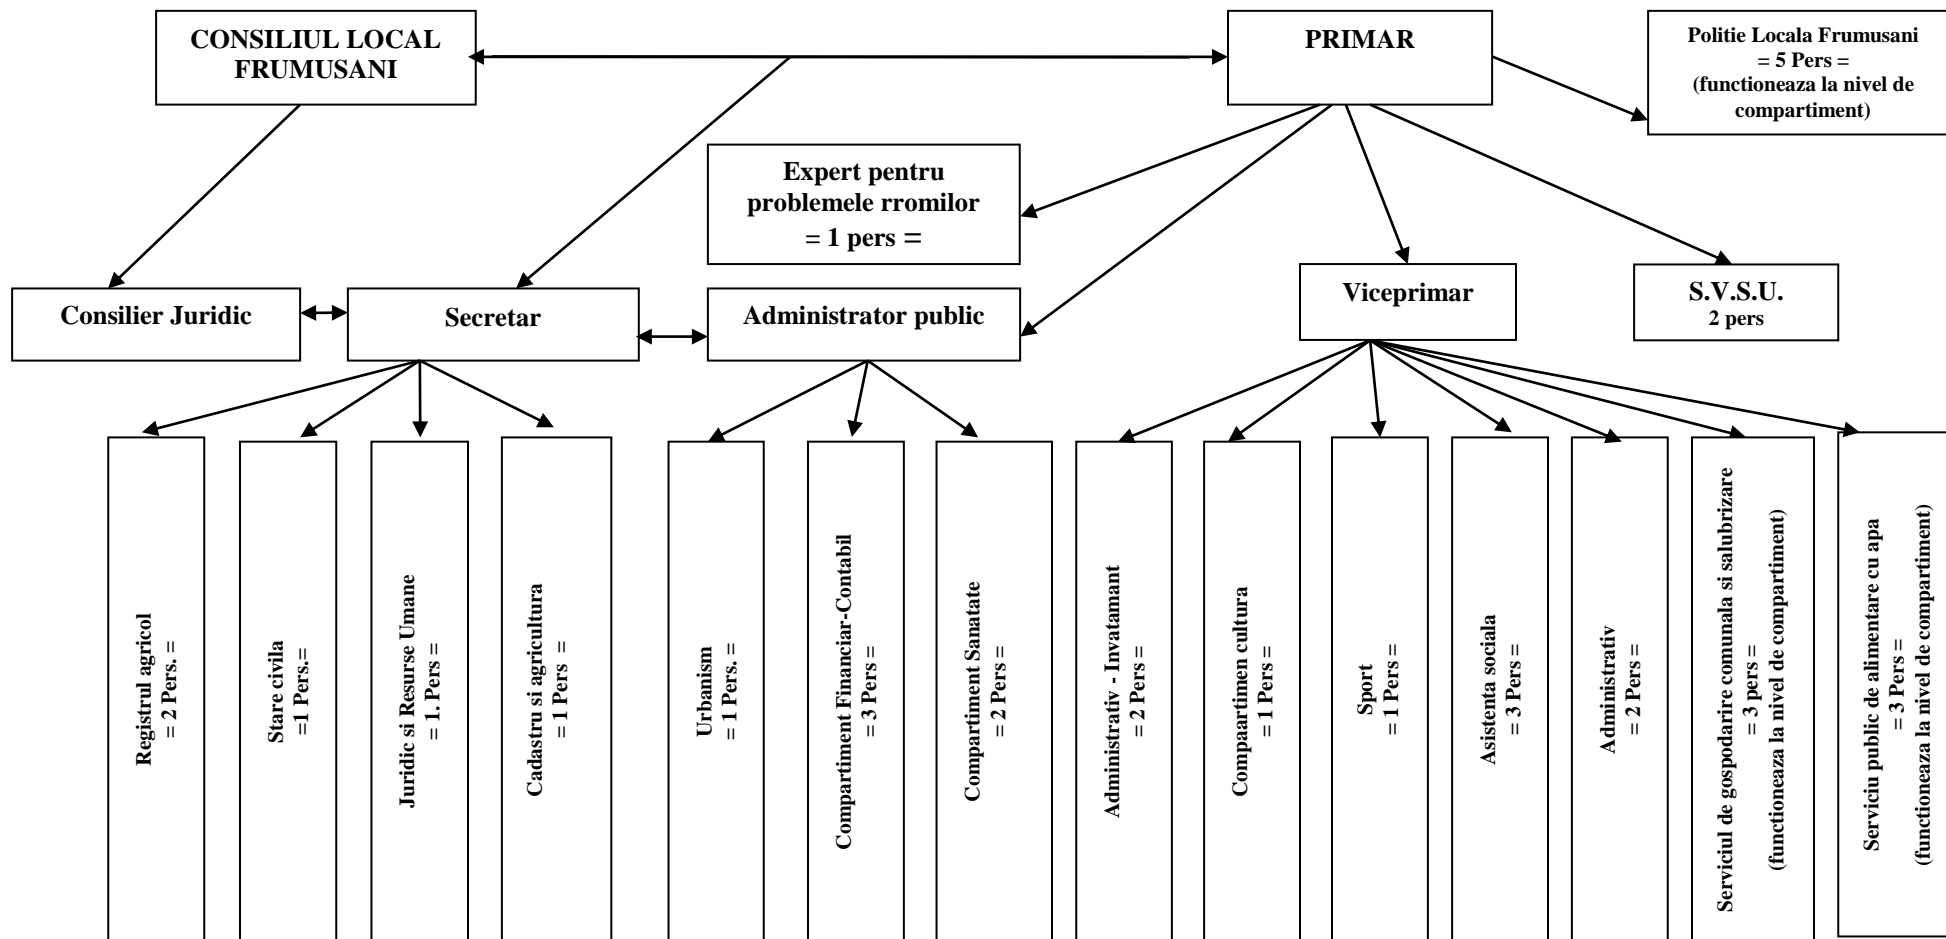 CONSILIUL LOCAL
FRUMUSANI
PRIMAR
Politie Locala Frumusani
= 5 Pers =
(functioneaza la nivel de
compartiment)
Expert pentru
problemele rromilor
= 1 pers =
Consilier Juridic
Secretar
Administrator public
Viceprimar
S.V.S.U.
2 pers
Registrul agricol
= 2 Pers. =
Stare civila
=1 Pers.=
Juridic si Resurse Umane
= 1. Pers =
Cadastru si agricultura
= 1 Pers =
Urbanism
= 1 Pers. =
Compartiment Financiar-Contabil
= 3 Pers =
Compartiment Sanatate
= 2 Pers =
Administrativ - Invatamant
= 2 Pers =
Compaartimen cultura
= 1 Pers =
Sport
= 1 Pers =
Asistenta sociala
= 3 Pers =
Administrativ
= 2 Pers =
Serviciul de gospodarire comunala si salubrizare
= 3 pers =
(functioneaza la nivel de compartiment)
Serviciu public de alimentare cu apa
= 3 Pers =
(functioneaza la nivel de compartiment)